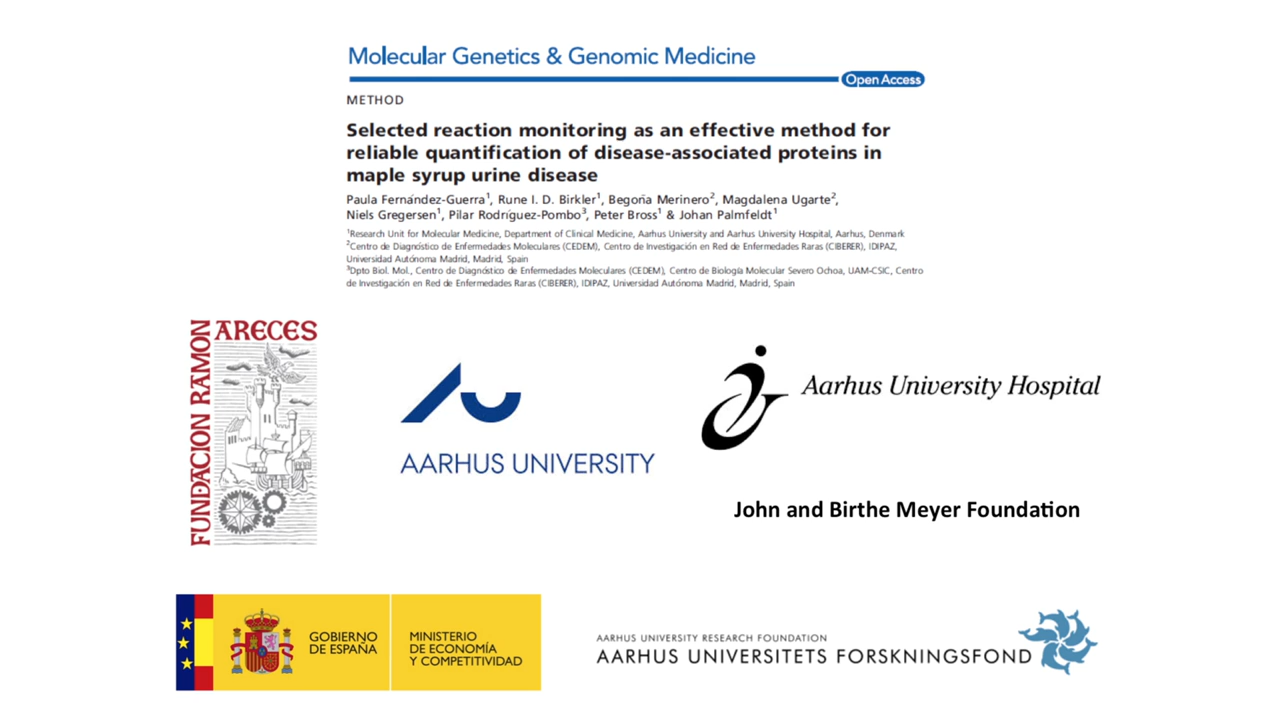 Molecular Genetics & Genomic Medicine
Open Access
METHOD
Selected reaction monitoring as an effective method for
reliable quantification of disease-associated proteins in
maple syrup urine disease
Paula Fernández-Guerra1, Rune I. D. Birkler1, Begoña Merinero2, Magdalena Ugarte2,
Niels Gregersen1, Pilar Rodríguez-Pombo3, Peter Bross1 & Johan Palmfeldt1
1Research Unit for Molecular Medicine, Department of Clinical Medicine, Aarhus University and Aarhus University Hospital, Aarhus, Denmark
2Centro de Diagnóstico de Enfermedades Moleculares (CEDEM), Centro de Investigación en Red de Enfermedades Raras (CIBERER), IDIPAZ,
Universidad Autónoma Madrid, Madrid, Spain
3Dpto Biol. Mol., Centro de Diagnóstico de Enfermedades Moleculares (CEDEM), Centro de Biología Molecular Severo Ochoa, UAM-CSIC, Centro
de Investigación en Red de Enfermedades Raras (CIBERER), IDIPAZ, Universidad Autónoma Madrid, Madrid, Spain
FUNDACION RAMON
ARECES
AARHUS UNIVERSITY
Aarhus University Hospital
John and Birthe Meyer Foundation
GOBIERNO
DE ESPAÑA
MINISTERIO
DE ECONOMÍA
Y COMPETITIVIDAD
AARHUS UNIVERSITY RESEARCH FOUNDATION
AARHUS UNIVERSITETS FORSKNINGSFOND